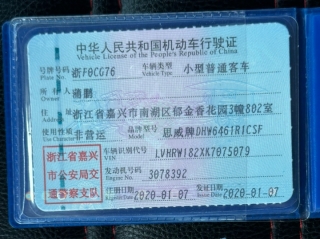 中华人民共和国机动车行驶证
Vehicle License of the People's Republic of China
号牌号码 浙F0CG76 车辆类型 小型普通客车
Plate No. Vehicle Type
所有人
Owner
住址 浙江省嘉兴市南湖区郁金香花园3幢802室
Address
使用性质 非营运 品牌型号 思威牌DHW6461R1CSF
Use Character Model
浙江省嘉兴 车辆识别代号 LVHRW182XK7075079
VIN
市公安局交 发动机号码 3078392
Engine No.
通警察支队 注册日期 2020-01-07 发证日期 2020-01-07
Register Date Issue Date